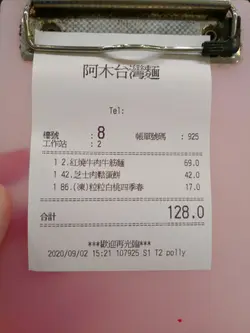 阿木台灣麵
Tel:
檯號 : 8 帳單號碼 : 925
工作站 : 2
1 2.紅燒牛肉牛筋麵 69.0
1 42.芝士肉鬆蛋餅 42.0
1 86.(凍)粒粒白桃四季春 17.0
合計 128.0
***歡迎再光臨***
2020/09/02 15:21 107925 S1 T2 polly